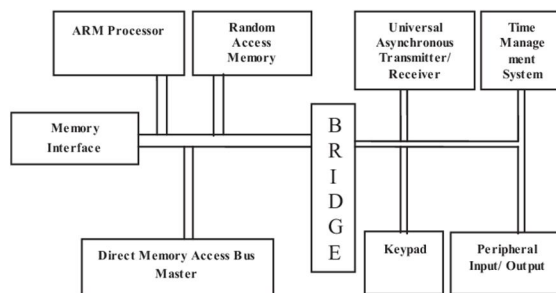 ARM Processor
Random
Access
Memory
Universal
Asynchronous
Transmitter/
Receiver
Time Manage
ment
System
Memory
Interface
B
R
I
D
G
E
Direct Memory Access Bus
Master
Keypad
Peripheral
Input/ Output